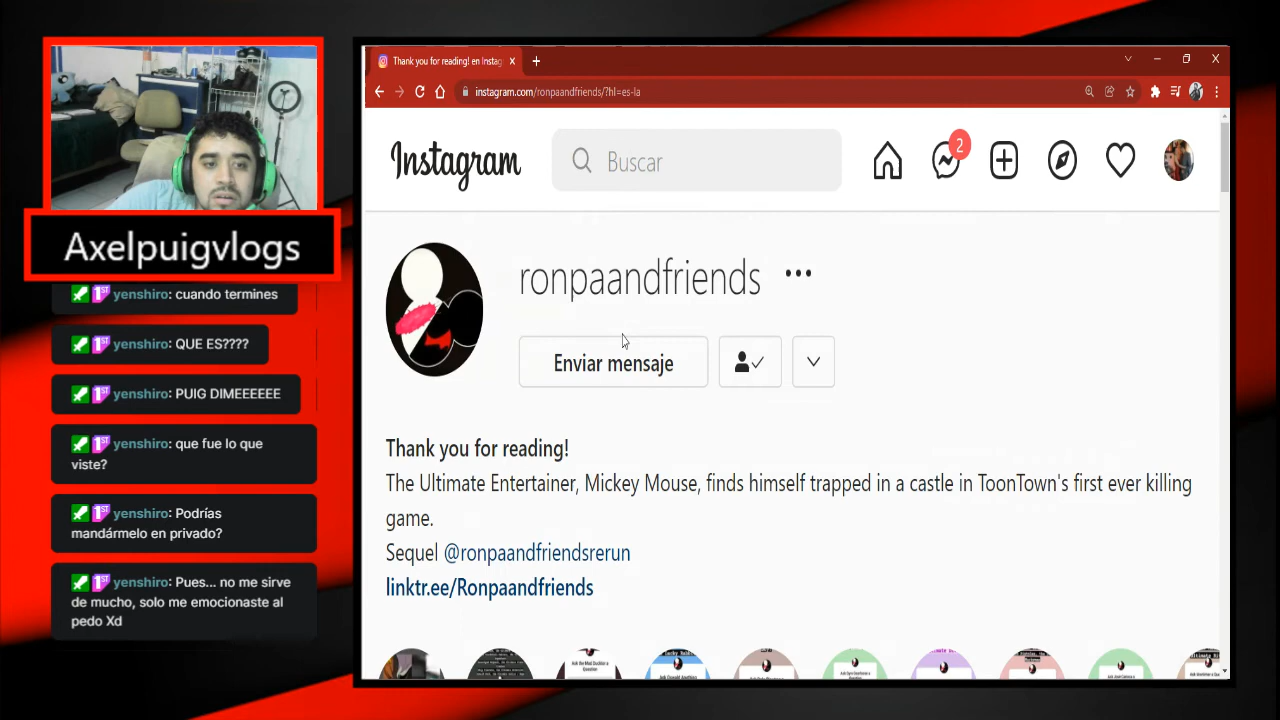 Axelpuigvlogs
yenshiro: cuando termines
yenshiro: QUE ES????
yenshiro: PUIG DIMEEEEEE
yenshiro: que fue lo que
viste?
yenshiro: Podrías
mandármelo en privado?
yenshiro: Pues... no me sirve
de mucho, solo me emocionaste al
pedo Xd
Thank you for reading! en Instag
instagram.com/ronpaandfriends/?hl=es-la
Instagram
Buscar
2
ronpaandfriends
Enviar mensaje
Thank you for reading!
The Ultimate Entertainer, Mickey Mouse, finds himself trapped in a castle in ToonTown's first ever killing
game.
Sequel @ronpaandfriendsrerun
linktr.ee/Ronpaandfriends